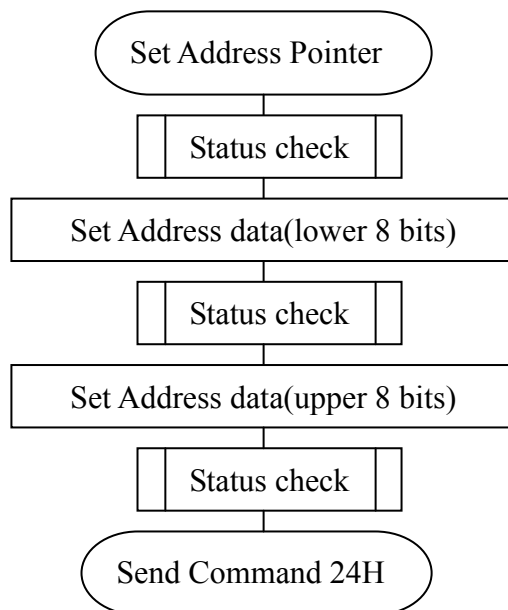 Set Address Pointer
Status check
Set Address data(lower 8 bits)
Status check
Set Address data(upper 8 bits)
Status check
Send Command 24H